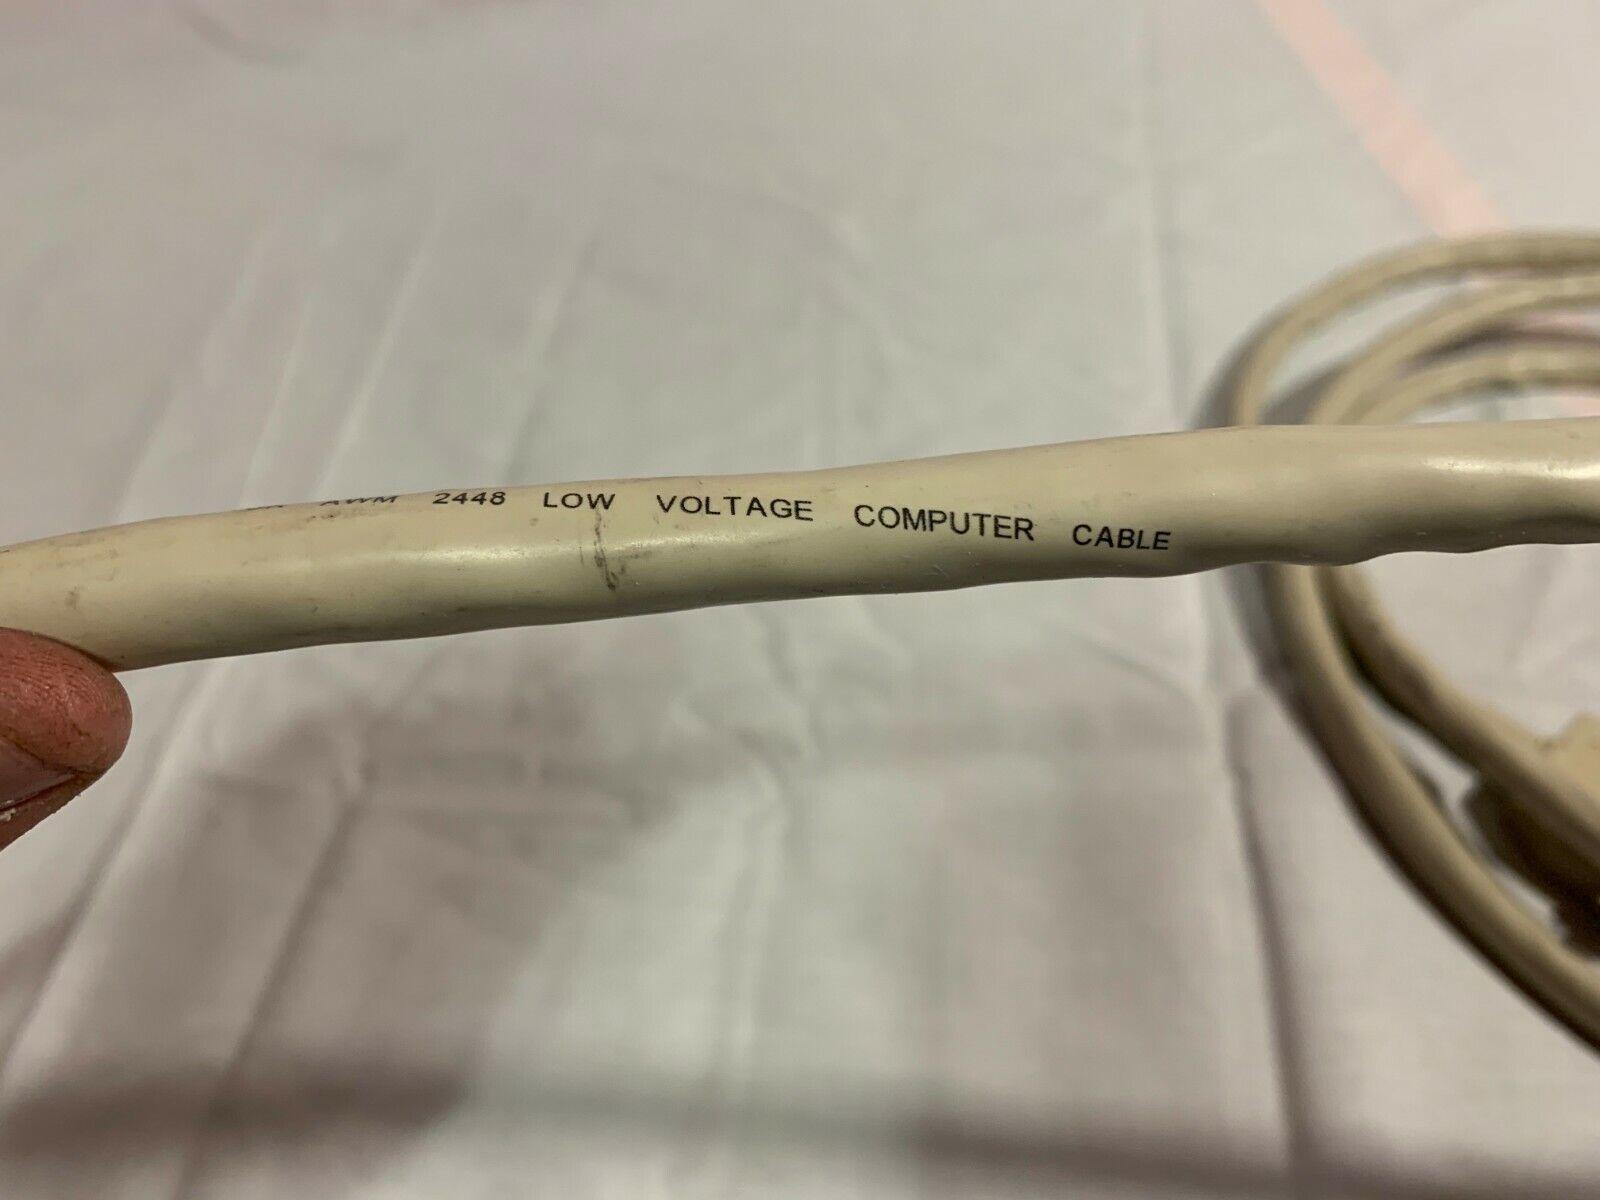 AWM 2448 LOW VOLTAGE COMPUTER CABLE